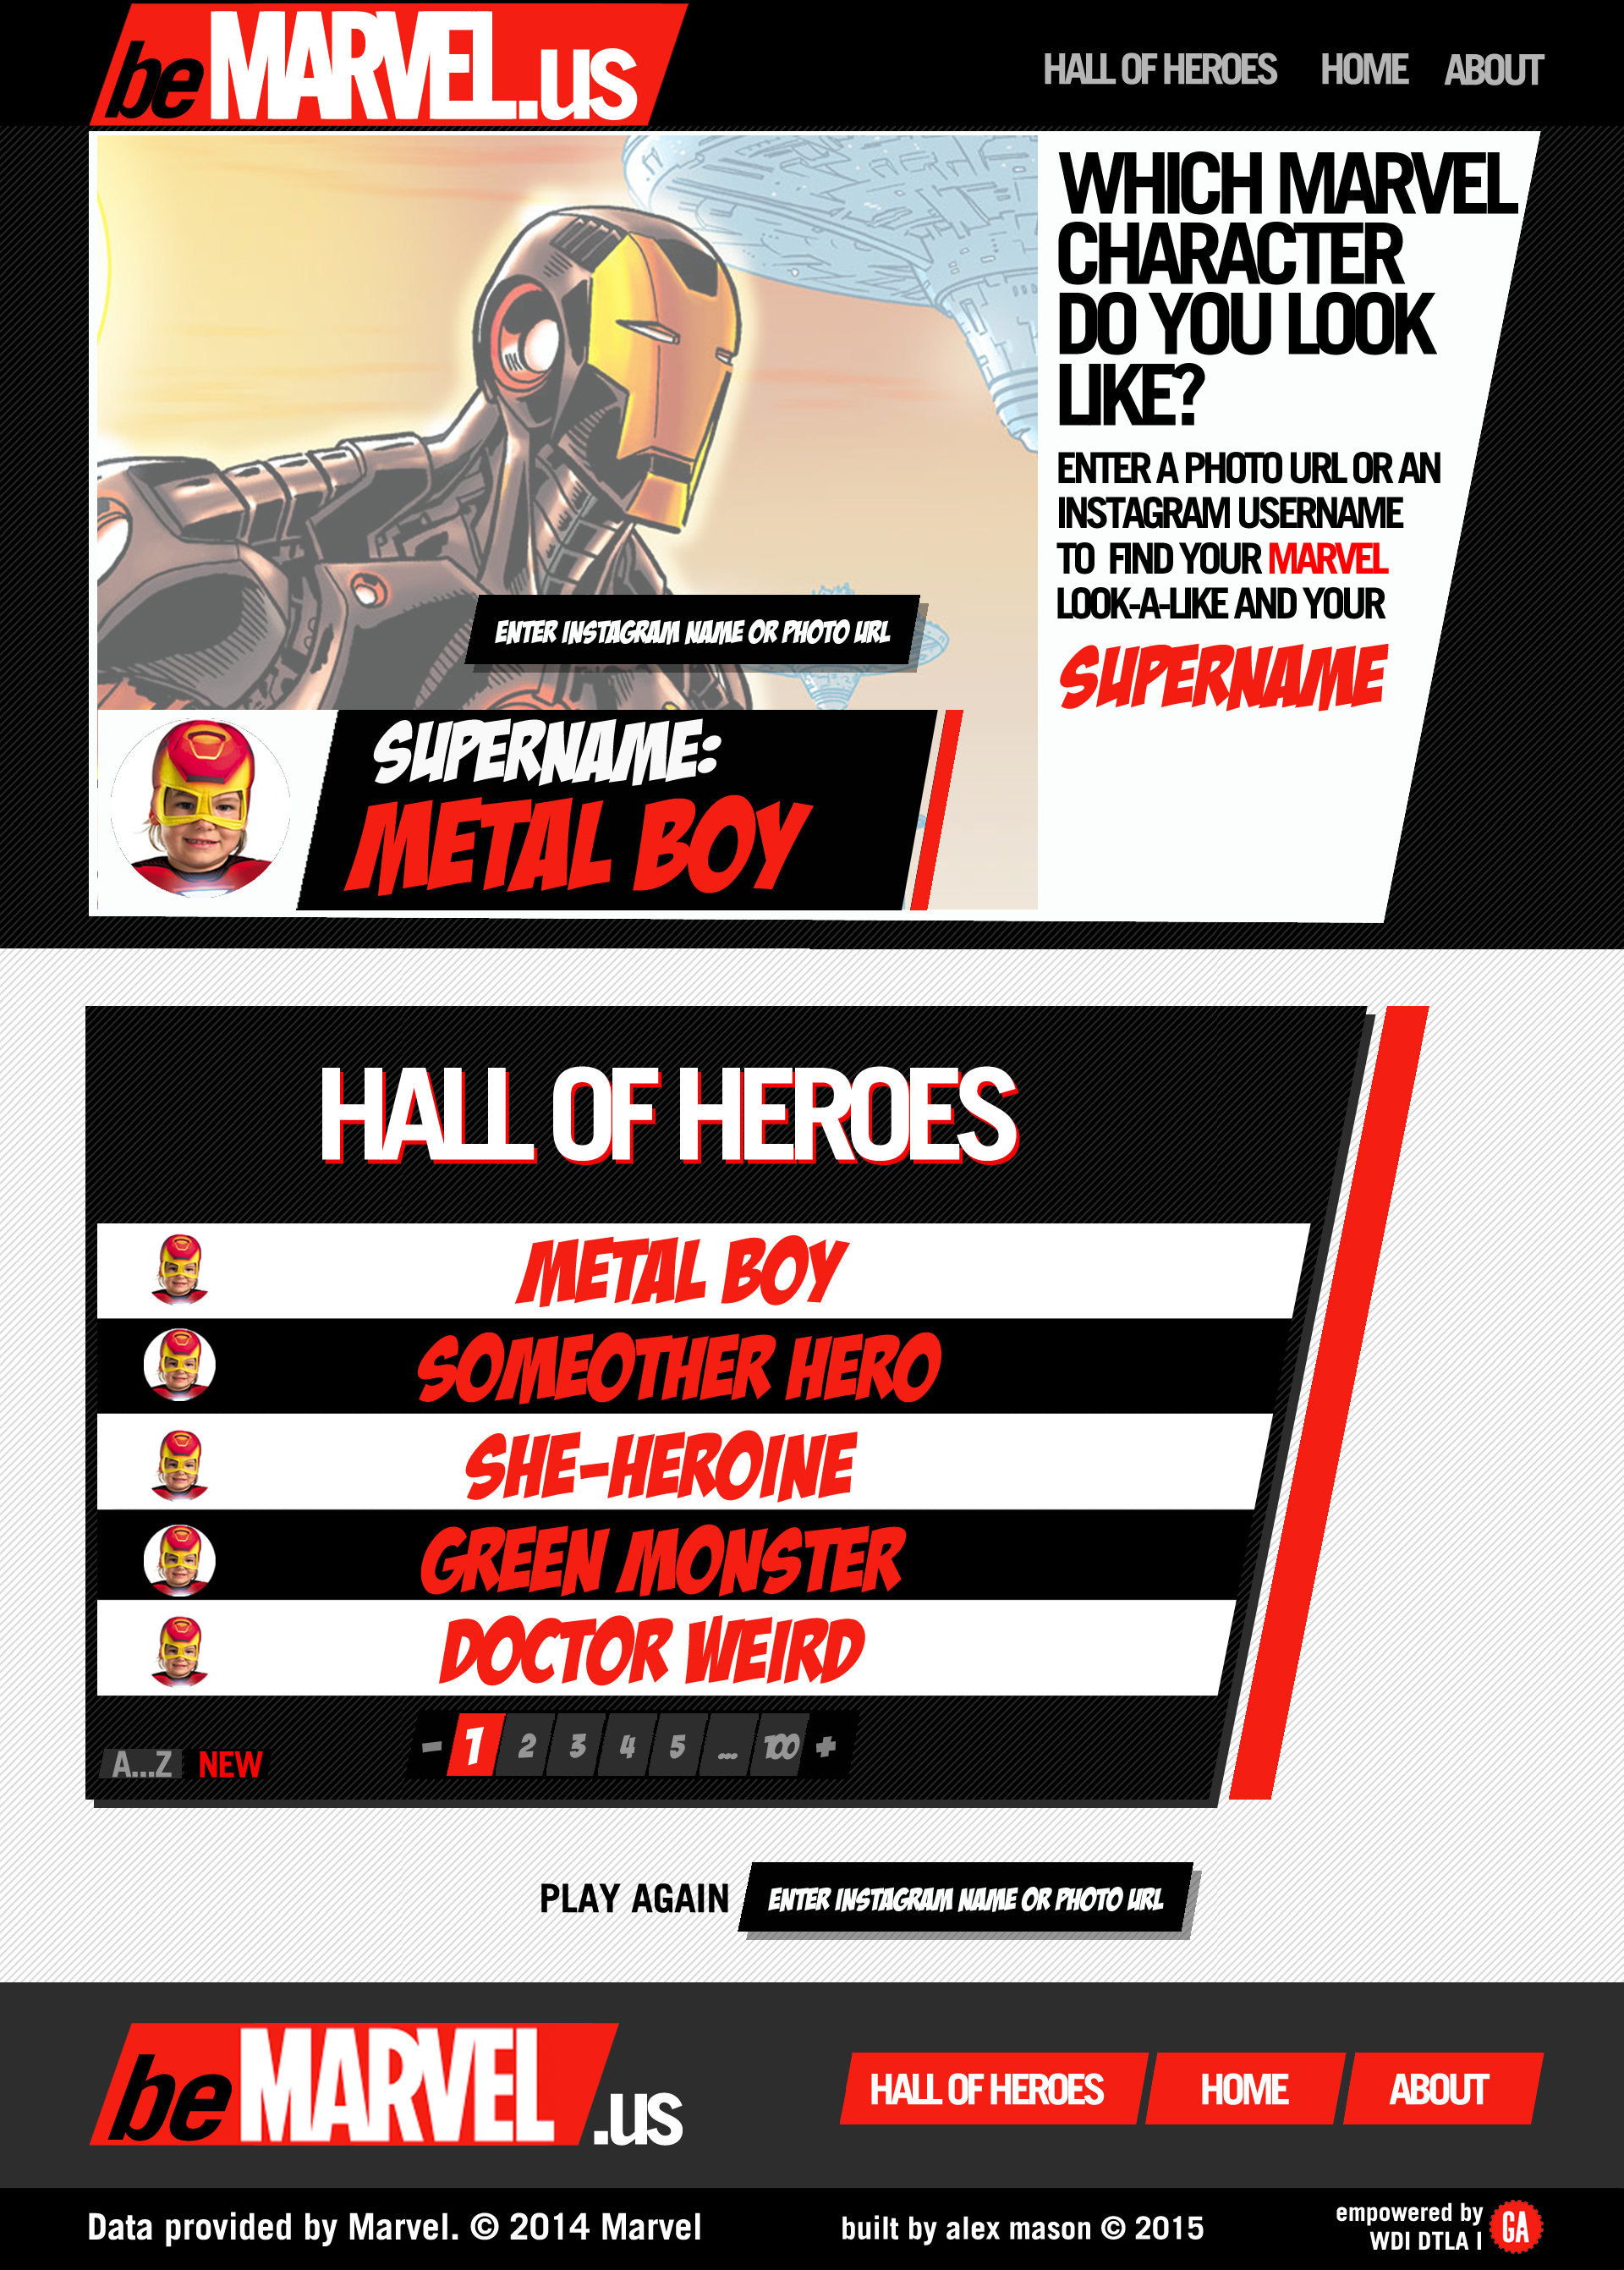 be MARVEL.us
HALL OF HEROES HOME ABOUT
WHICH MARVEL
CHARACTER
DO YOU LOOK
LIKE?
ENTER A PHOTO URL OR AN
INSTAGRAM USERNAME
TO FIND YOUR MARVEL
LOOK-A-LIKE AND YOUR
SUPERNAME
ENTER INSTAGRAM NAME OR PHOTO URL
SUPERNAME:
METAL BOY
HALL OF HEROES
METAL BOY
SOMEOTHER HERO
SHE-HEROINE
GREEN MONSTER
DOCTOR WEIRD
- 1 2 3 4 5 ... 100 +
A...Z NEW
PLAY AGAIN ENTER INSTAGRAM NAME OR PHOTO URL
be MARVEL.us
HALL OF HEROES HOME ABOUT
Data provided by Marvel. © 2014 Marvel
built by alex mason © 2015
empowered by
WDI DTLA I
GA